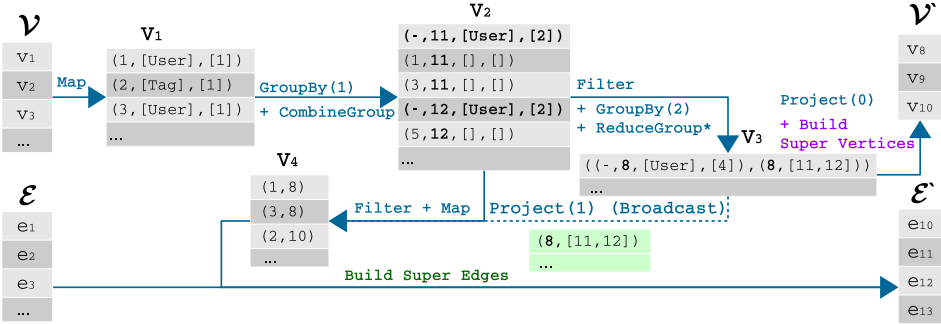 𝒱
v1
v2
v3
...
Map
V1
(1,[User],[1])
(2,[Tag],[1])
(3,[User],[1])
...
GroupBy(1)
+ CombineGroup
V2
(-,11,[User],[2])
(1,11,[],[])
(3,11,[],[])
(-,12,[User],[2])
(5,12,[],[])
...
Filter
+ GroupBy(2)
+ ReduceGroup*
V3
((-,8,[User],[4]),(8,[11,12]))
...
Project(0)
+ Build
Super Vertices
𝒱`
v8
v9
v10
V4
(1,8)
(3,8)
(2,10)
...
Filter + Map
Project(1) (Broadcast)
(8,[11,12])
...
ℰ
e1
e2
e3
...
Build Super Edges
ℰ`
e10
e11
e12
e13